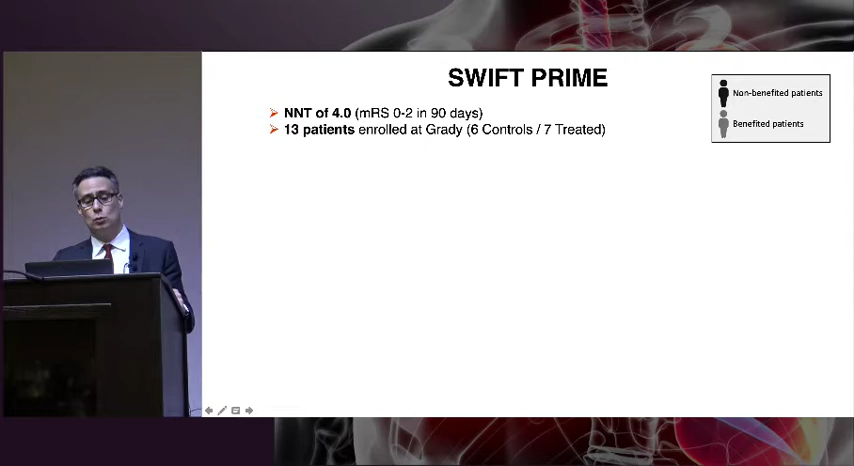 SWIFT PRIME
➢ NNT of 4.0 (mRS 0-2 in 90 days)
➢ 13 patients enrolled at Grady (6 Controls / 7 Treated)
Non-benefited patients
Benefited patients